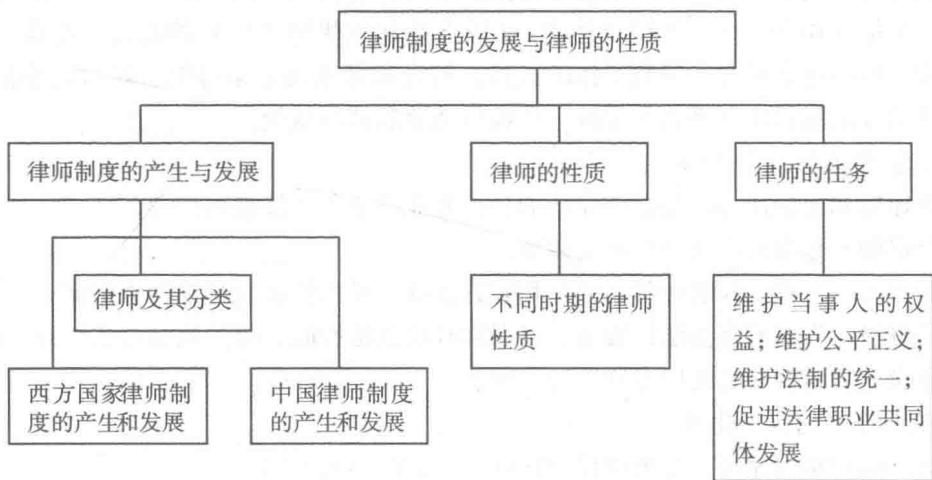 律师制度的发展与律师的性质
律师制度的产生与发展
律师的性质
律师的任务
律师及其分类
西方国家律师制
度的产生和发展
中国律师制度
的产生和发展
不同时期的律师
性质
维护当事人的权
益；维护公平正义；
维护法制的统一；
促进法律职业共同
体发展